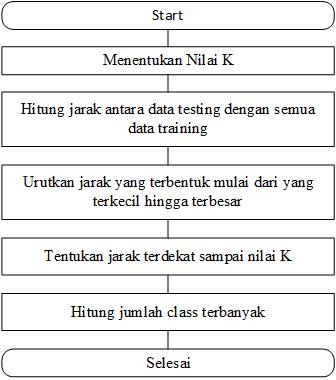 Start
Menentukan Nilai K
Hitung jarak antara data testing dengan semua
data training
Urutkan jarak yang terbentuk mulai dari yang
terkecil hingga terbesar
Tentukan jarak terdekat sampai nilai K
Hitung jumlah class terbanyak
Selesai